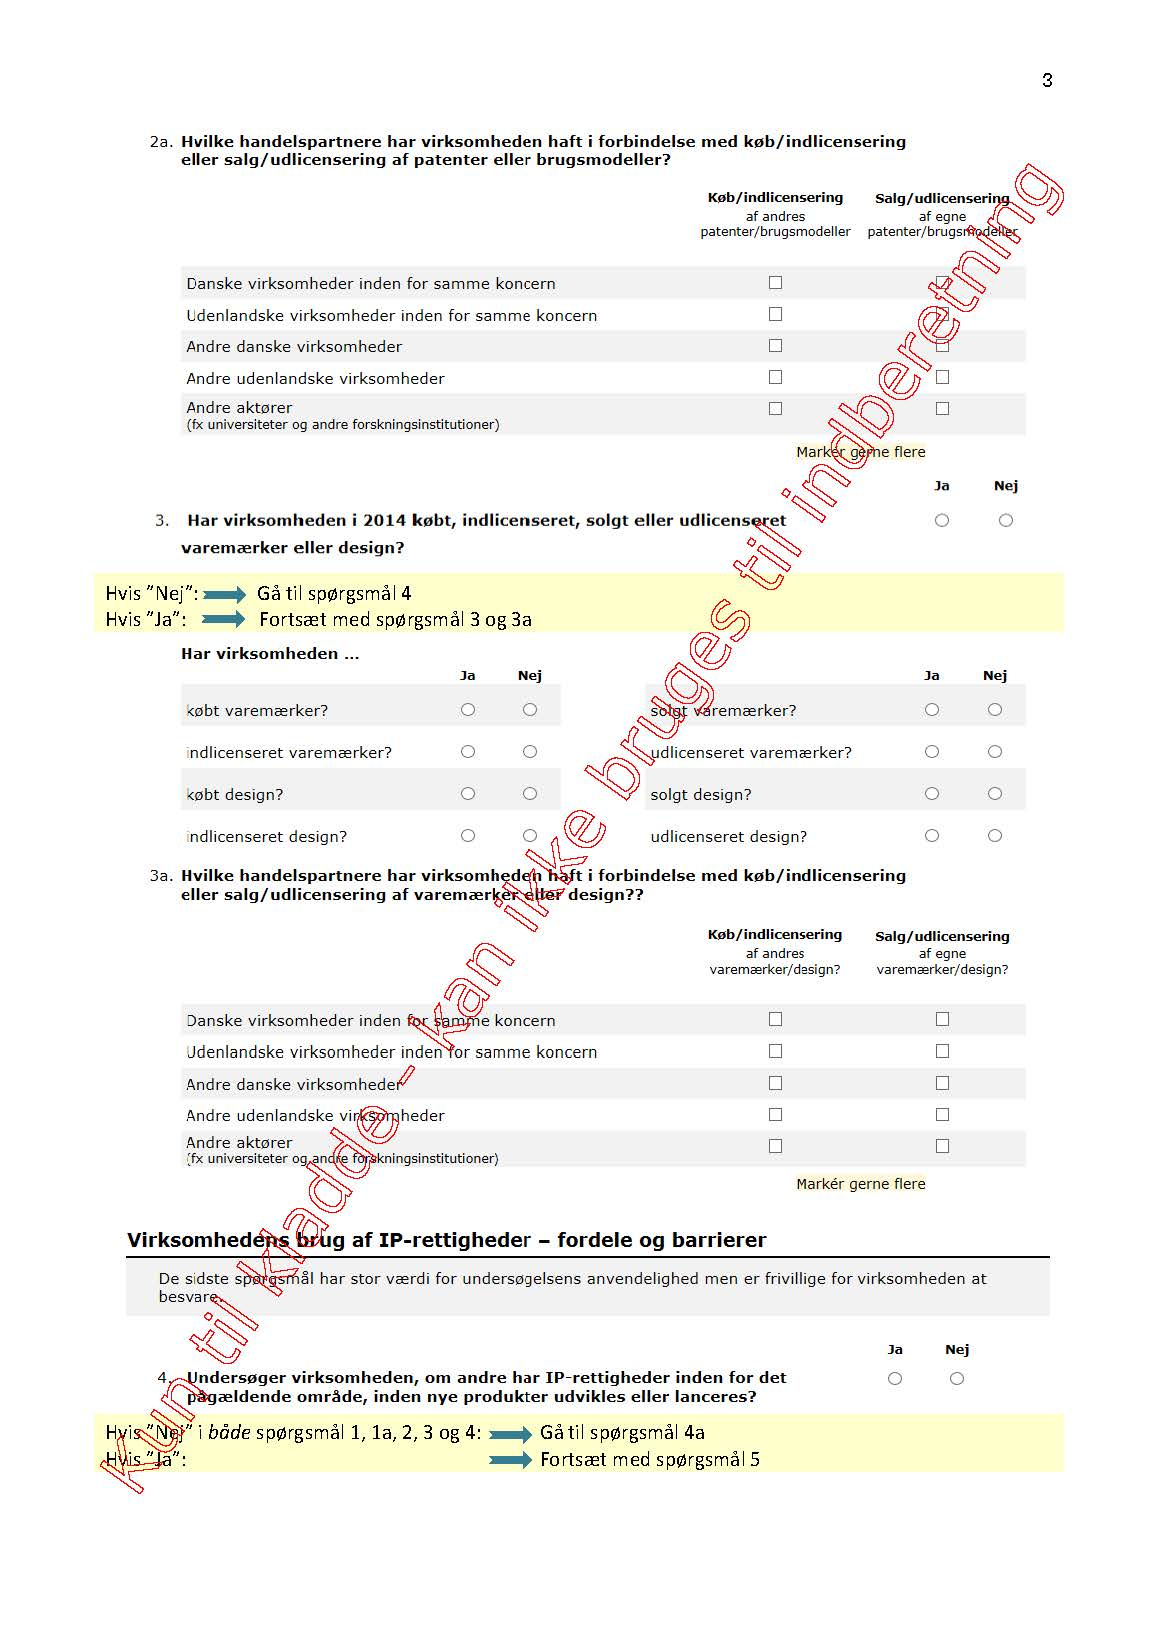 3
2a. Hvilke handelspartnere har virksomheden haft i forbindelse med køb/indlicensering
eller salg/udlicensering af patenter eller brugsmodeller?
Køb/indlicensering Salg/udlicensering
af andres af egne
patenter/brugsmodeller patenter/brugsmodeller
Danske virksomheder inden for samme koncern
Udenlandske virksomheder inden for samme koncern
Andre danske virksomheder
Andre udenlandske virksomheder
Andre aktører
(fx universiteter og andre forskningsinstitutioner)
Markér gerne flere
Ja Nej
3. Har virksomheden i 2014 købt, indlicenseret, solgt eller udlicenseret
varemærker eller design?
Hvis ”Nej”: Gå til spørgsmål 4
Hvis ”Ja”: Fortsæt med spørgsmål 3 og 3a
Har virksomheden ...
Ja Nej Ja Nej
købt varemærker? solgt varemærker?
indlicenseret varemærker? udlicenseret varemærker?
købt design? solgt design?
indlicenseret design? udlicenseret design?
3a. Hvilke handelspartnere har virksomheden haft i forbindelse med køb/indlicensering
eller salg/udlicensering af varemærker eller design??
Køb/indlicensering Salg/udlicensering
af andres af egne
varemærker/design? varemærker/design?
Danske virksomheder inden for samme koncern
Udenlandske virksomheder inden for samme koncern
Andre danske virksomheder
Andre udenlandske virksomheder
Andre aktører
(fx universiteter og andre forskningsinstitutioner)
Markér gerne flere
Virksomhedens brug af IP-rettigheder – fordele og barrierer
De sidste spørgsmål har stor værdi for undersøgelsens anvendelighed men er frivillige for virksomheden at
besvare.
Ja Nej
4. Undersøger virksomheden, om andre har IP-rettigheder inden for det
pågældende område, inden nye produkter udvikles eller lanceres?
Hvis ”Nej” i både spørgsmål 1, 1a, 2, 3 og 4: Gå til spørgsmål 4a
Hvis ”Ja”: Fortsæt med spørgsmål 5
Kun til kladde – kan ikke bruges til indberetning